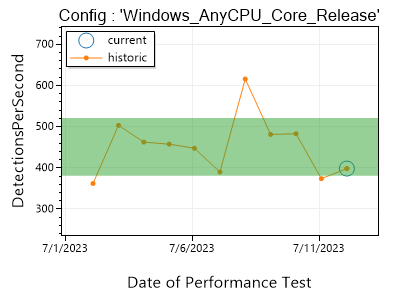 Config : 'Windows_AnyCPU_Core_Release'
current
historic
DetectionsPerSecond
700
600
500
400
300
7/1/2023
7/6/2023
7/11/2023
Date of Performance Test